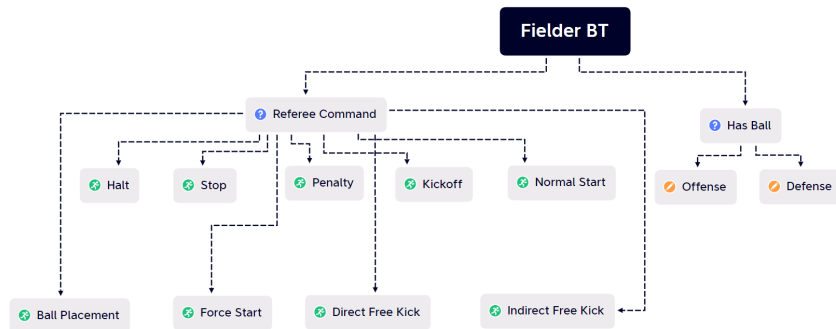 Fielder BT
Referee Command
Has Ball
Halt
Stop
Penalty
Kickoff
Normal Start
Offense
Defense
Ball Placement
Force Start
Direct Free Kick
Indirect Free Kick